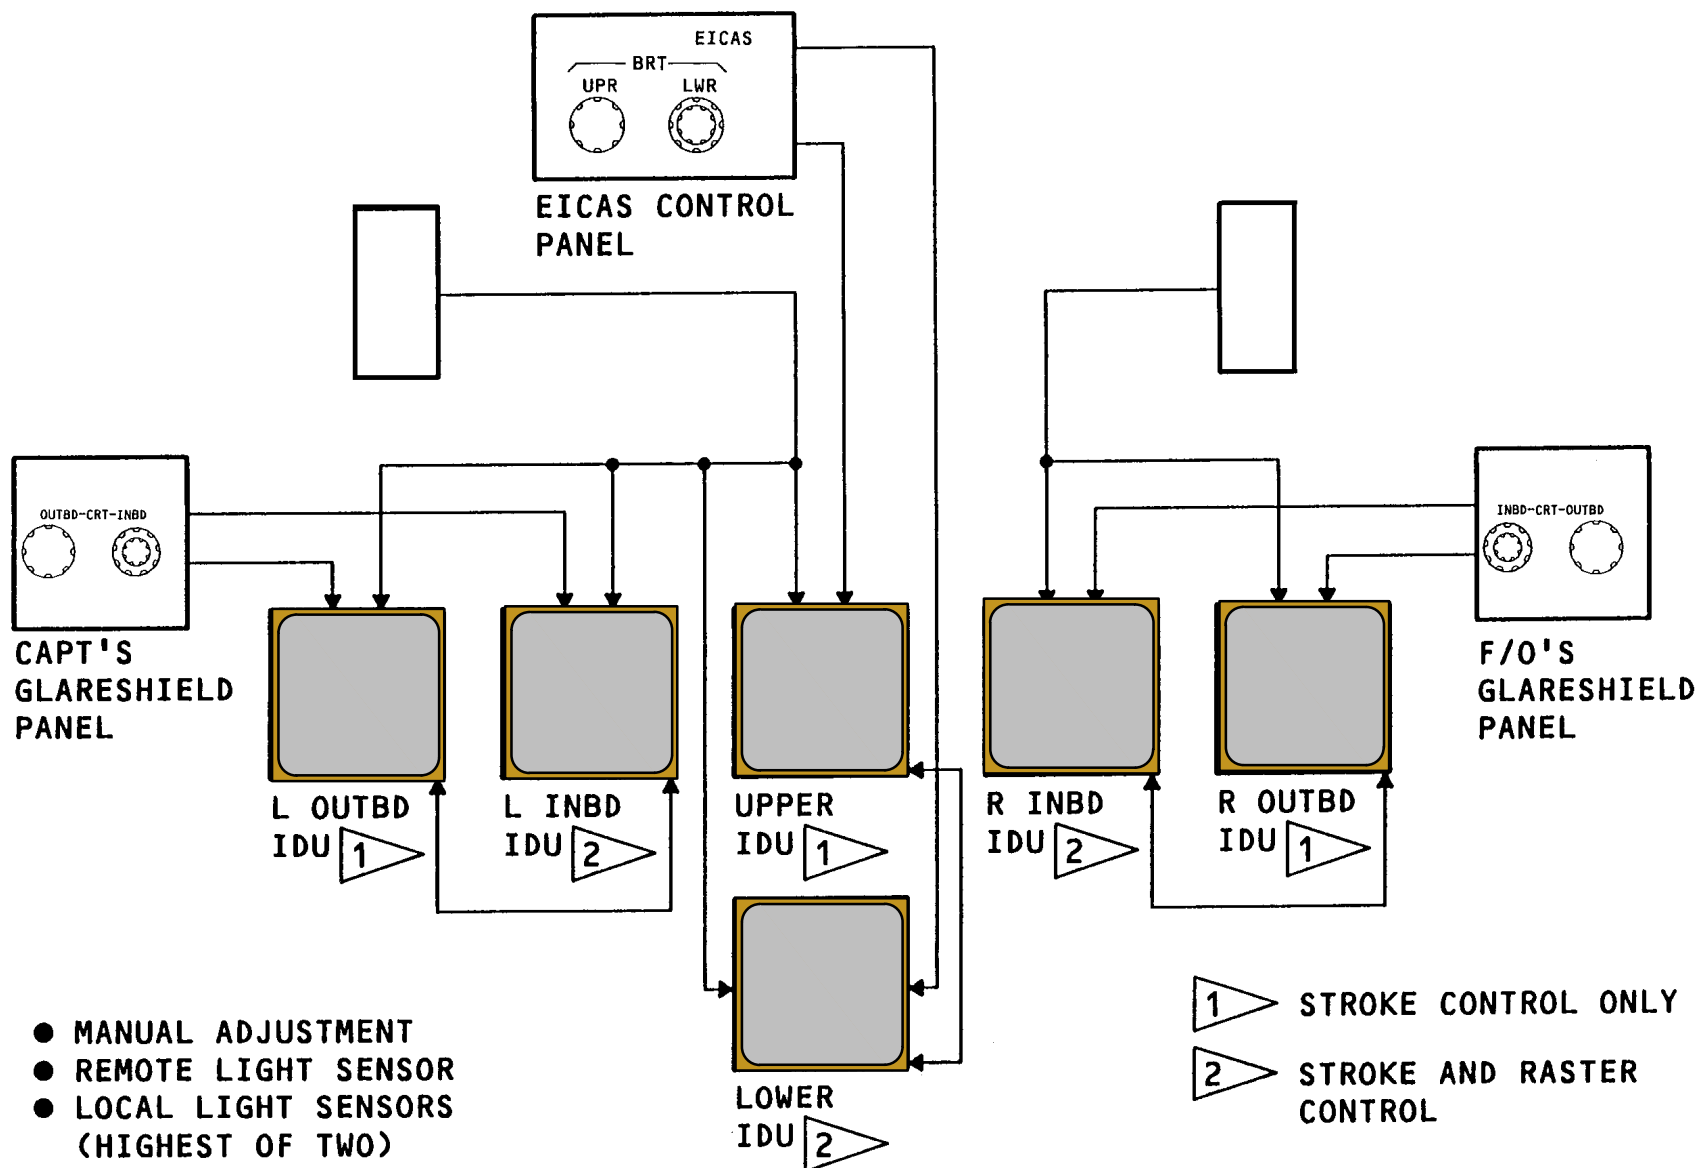 EICAS
BRT
UPR LWR
EICAS CONTROL
PANEL
OUTBD-CRT-INBD
CAPT'S
GLARESHIELD
PANEL
INBD-CRT-OUTBD
F/O'S
GLARESHIELD
PANEL
L OUTBD
IDU 1
L INBD
IDU 2
UPPER
IDU 1
R INBD
IDU 2
R OUTBD
IDU 1
LOWER
IDU 2
● MANUAL ADJUSTMENT
● REMOTE LIGHT SENSOR
● LOCAL LIGHT SENSORS
(HIGHEST OF TWO)
1 STROKE CONTROL ONLY
2 STROKE AND RASTER
CONTROL